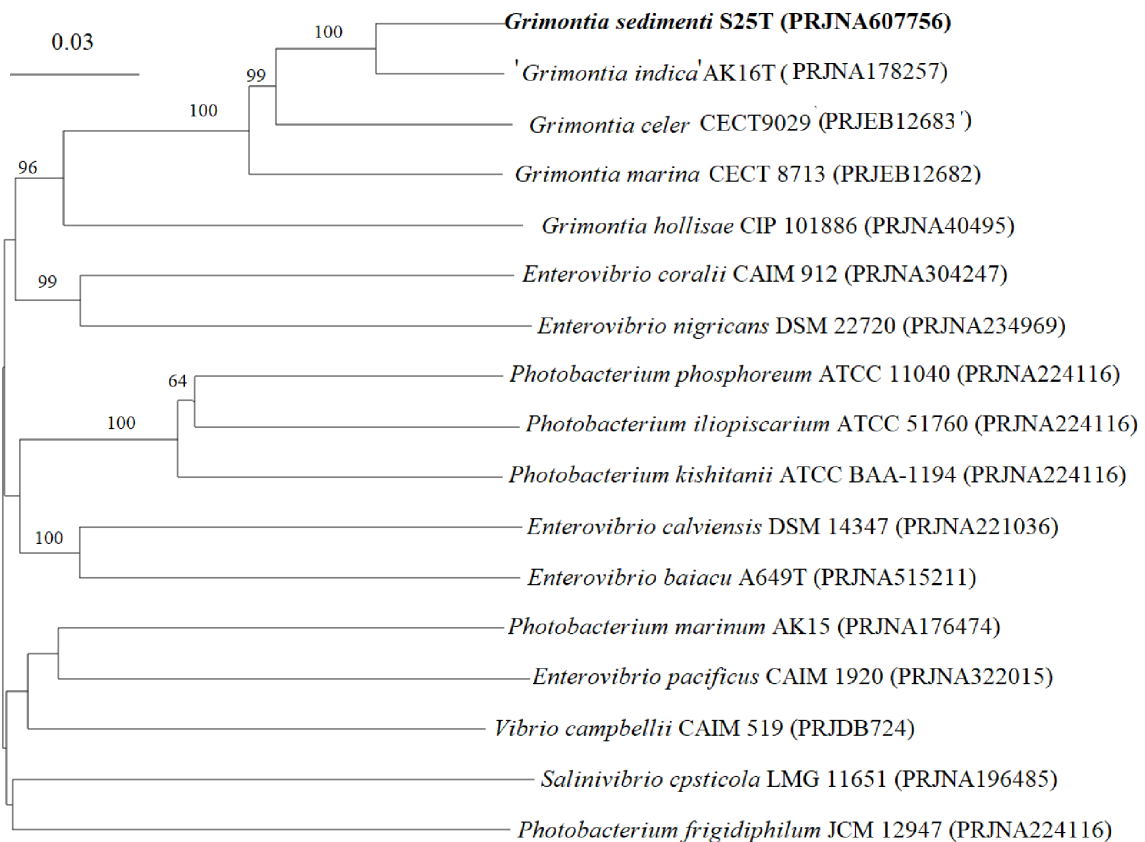 0.03
100
Grimontia sedimenti S25T (PRJNA607756)
99
'Grimontia indica'AK16T ( PRJNA178257)
100
Grimontia celer CECT9029 (PRJEB12683')
96
Grimontia marina CECT 8713 (PRJEB12682)
Grimontia hollisae CIP 101886 (PRJNA40495)
99
Enterovibrio coralii CAIM 912 (PRJNA304247)
Enterovibrio nigricans DSM 22720 (PRJNA234969)
64
Photobacterium phosphoreum ATCC 11040 (PRJNA224116)
100
Photobacterium iliopiscarium ATCC 51760 (PRJNA224116)
Photobacterium kishitanii ATCC BAA-1194 (PRJNA224116)
100
Enterovibrio calviensis DSM 14347 (PRJNA221036)
Enterovibrio baiacu A649T (PRJNA515211)
Photobacterium marinum AK15 (PRJNA176474)
Enterovibrio pacificus CAIM 1920 (PRJNA322015)
Vibrio campbellii CAIM 519 (PRJDB724)
Salinivibrio cpsticola LMG 11651 (PRJNA196485)
Photobacterium frigidiphilum JCM 12947 (PRJNA224116)